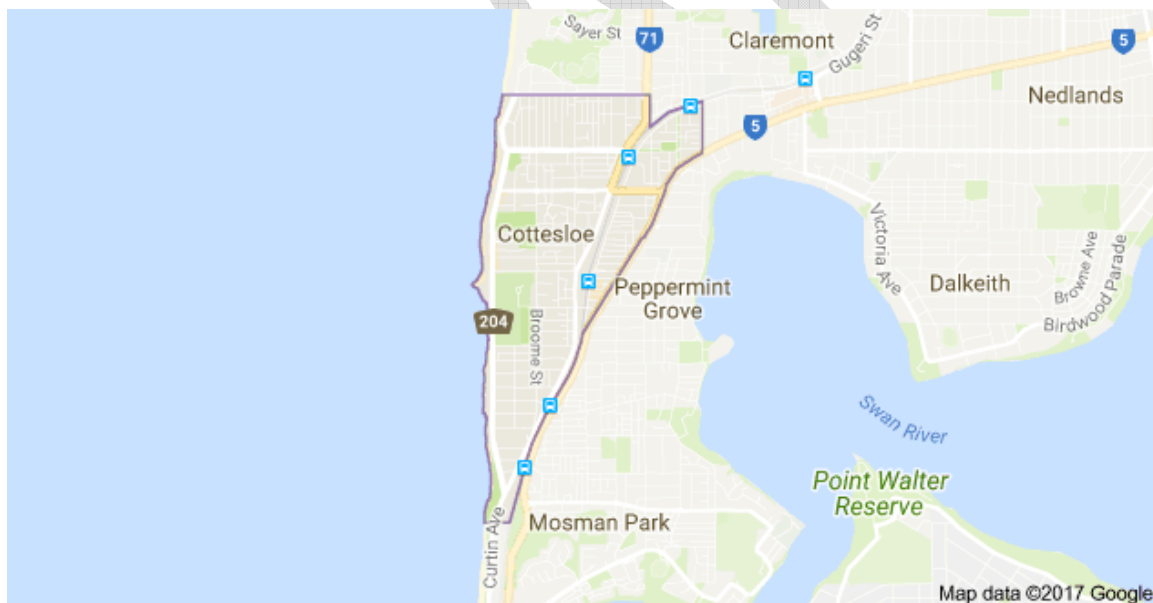 Sayer St
71
Claremont
Gugeri St
5
Nedlands
5
Cottesloe
Victoria Ave
Peppermint
Grove
Dalkeith
Browne Ave
Birdwood Parade
204
Broome St
Swan River
Point Walter
Reserve
Mosman Park
Curtin Ave
Map data ©2017 Google